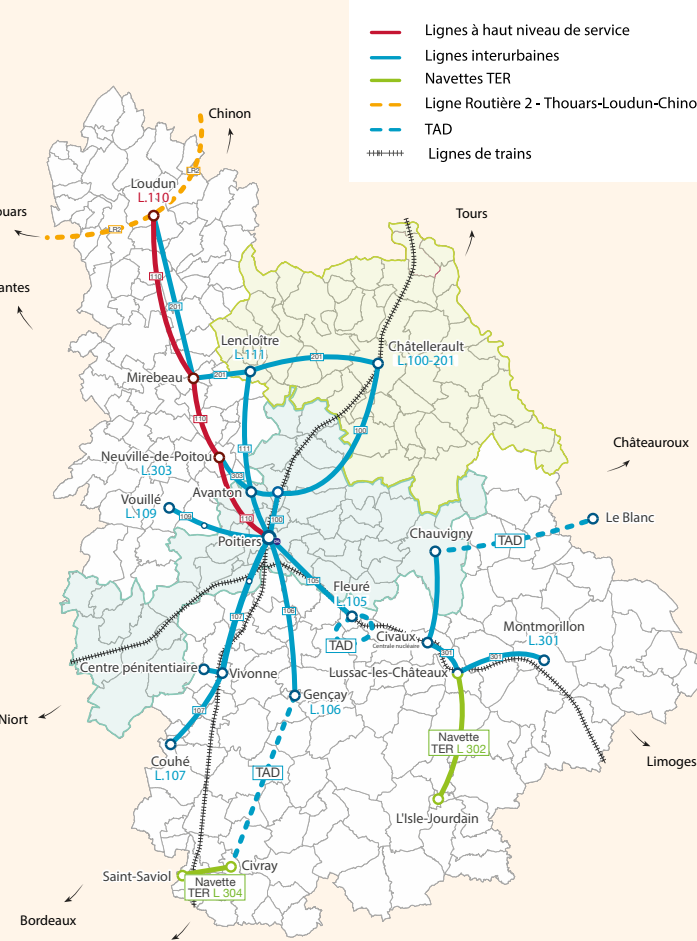 Lignes à haut niveau de service
Lignes interurbaines
Navettes TER
Ligne Routière 2 - Thouars-Loudun-Chino
TAD
Lignes de trains
Chinon
LR2
Loudun
L.110
ouars
LR2
Tours
110
antes
201
Lencloître
L.111
201
Châtellerault
L.100-201
Mirebeau
201
110
100
Neuville-de-Poitou
L.303
111
303
Châteauroux
Vouillé
L.109
Avanton
109
110
100
Le Blanc
Poitiers
Chauvigny
TAD
105
Fleuré
L.105
106
107
TAD
Civaux
Centrale nucléaire
Montmorillon
L.301
301
301
Centre pénitentiaire
Vivonne
Lussac-les-Châteaux
Gençay
L.106
107
Niort
Couhé
L.107
Navette
TER L 302
Limoges
TAD
L'Isle-Jourdain
Civray
Saint-Saviol
Navette
TER L 304
Bordeaux